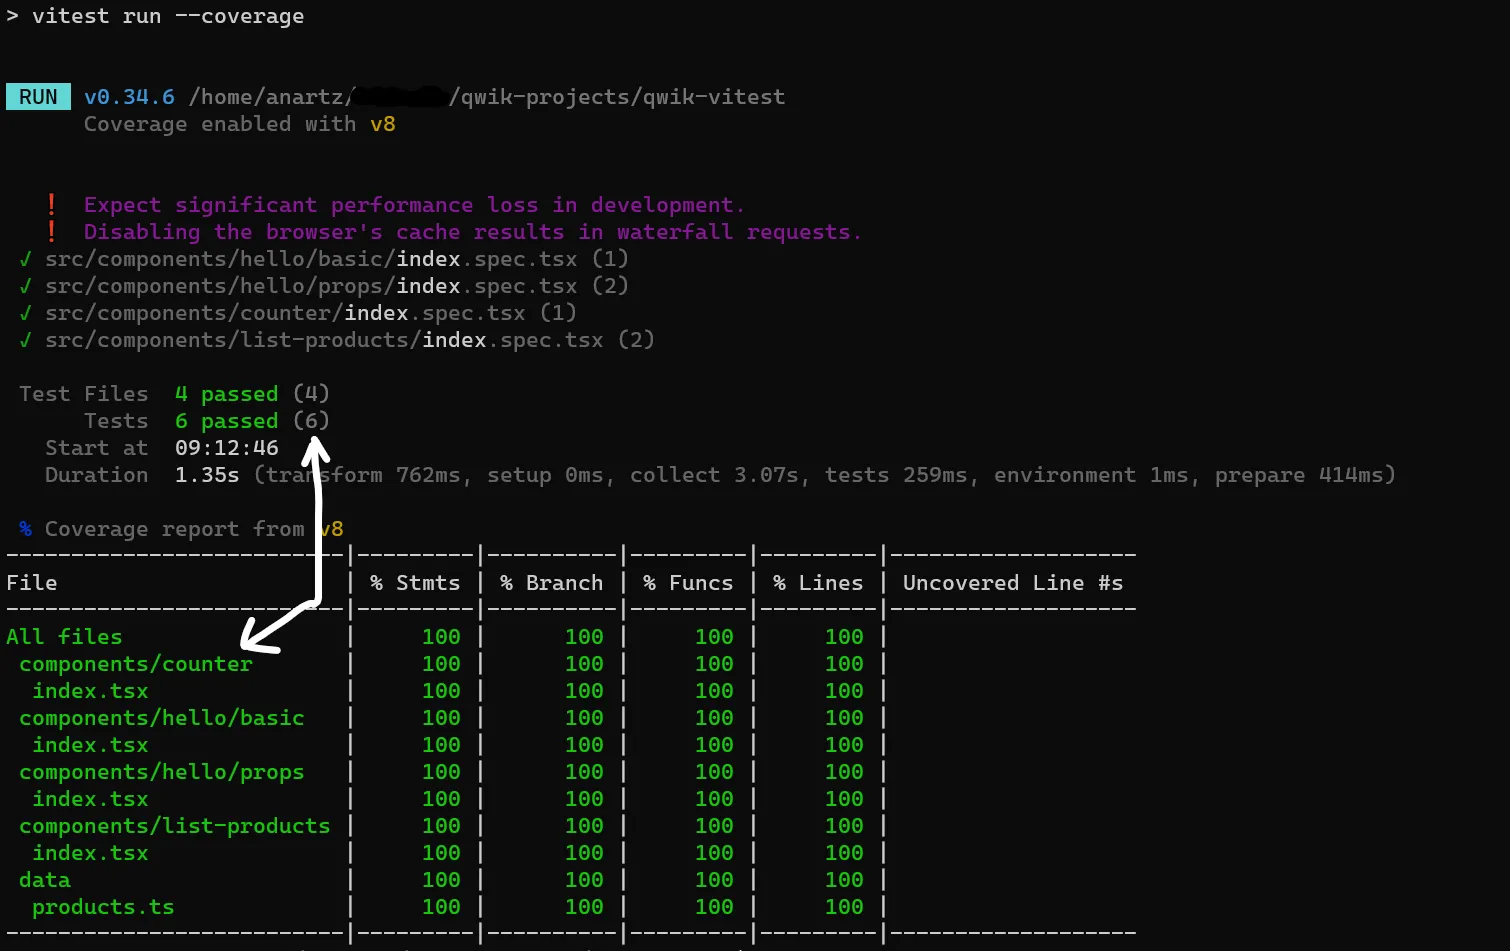 > vitest run --coverage
RUN v0.34.6 /home/anartz/ /qwik-projects/qwik-vitest
Coverage enabled with v8
❗ Expect significant performance loss in development.
❗ Disabling the browser's cache results in waterfall requests.
✓ src/components/hello/basic/index.spec.tsx (1)
✓ src/components/hello/props/index.spec.tsx (2)
✓ src/components/counter/index.spec.tsx (1)
✓ src/components/list-products/index.spec.tsx (2)
Test Files 4 passed (4)
Tests 6 passed (6)
Start at 09:12:46
Duration 1.35s (transform 762ms, setup 0ms, collect 3.07s, tests 259ms, environment 1ms, prepare 414ms)
% Coverage report from v8
--------------------------|---------|----------|---------|---------|-------------------
File | % Stmts | % Branch | % Funcs | % Lines | Uncovered Line #s
--------------------------|---------|----------|---------|---------|-------------------
All files | 100 | 100 | 100 | 100 |
components/counter | 100 | 100 | 100 | 100 |
index.tsx | 100 | 100 | 100 | 100 |
components/hello/basic | 100 | 100 | 100 | 100 |
index.tsx | 100 | 100 | 100 | 100 |
components/hello/props | 100 | 100 | 100 | 100 |
index.tsx | 100 | 100 | 100 | 100 |
components/list-products | 100 | 100 | 100 | 100 |
index.tsx | 100 | 100 | 100 | 100 |
data | 100 | 100 | 100 | 100 |
products.ts | 100 | 100 | 100 | 100 |
--------------------------|---------|----------|---------|---------|-------------------